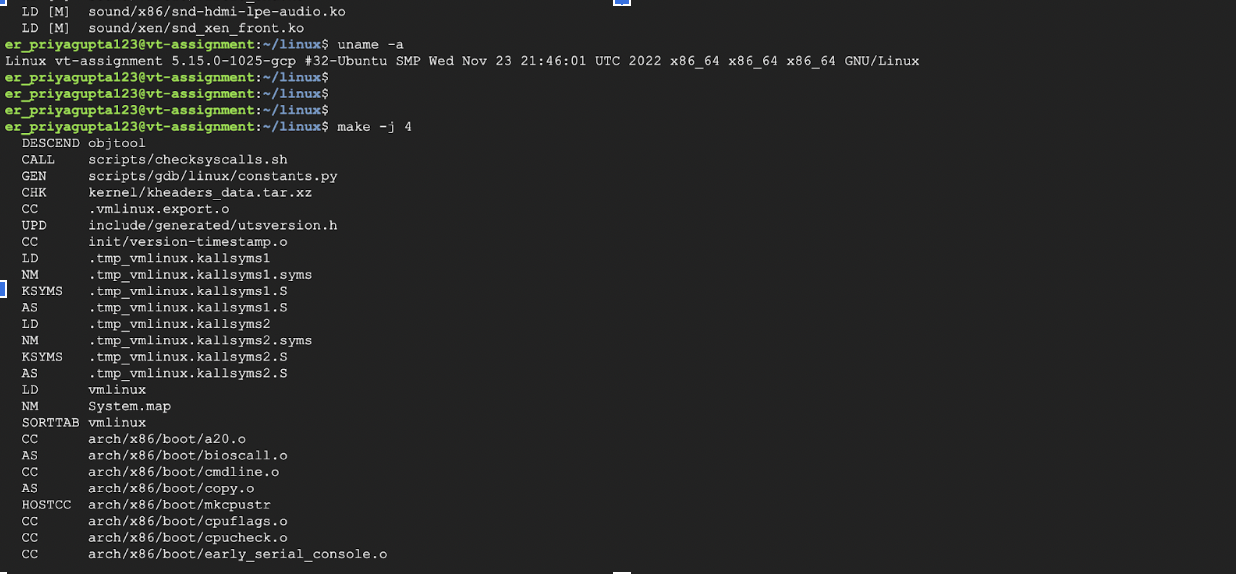 LD [M] sound/x86/snd-hdmi-lpe-audio.ko
LD [M] sound/xen/snd_xen_front.ko
er_priyagupta123@vt-assignment:~/linux$ uname -a
Linux vt-assignment 5.15.0-1025-gcp #32-Ubuntu SMP Wed Nov 23 21:46:01 UTC 2022 x86_64 x86_64 x86_64 GNU/Linux
er_priyagupta123@vt-assignment:~/linux$
er_priyagupta123@vt-assignment:~/linux$
er_priyagupta123@vt-assignment:~/linux$
er_priyagupta123@vt-assignment:~/linux$ make -j 4
DESCEND objtool
CALL scripts/checksyscalls.sh
GEN scripts/gdb/linux/constants.py
CHK kernel/kheaders_data.tar.xz
CC .vmlinux.export.o
UPD include/generated/utsversion.h
CC init/version-timestamp.o
LD .tmp_vmlinux.kallsyms1
NM .tmp_vmlinux.kallsyms1.syms
KSYMS .tmp_vmlinux.kallsyms1.S
AS .tmp_vmlinux.kallsyms1.S
LD .tmp_vmlinux.kallsyms2
NM .tmp_vmlinux.kallsyms2.syms
KSYMS .tmp_vmlinux.kallsyms2.S
AS .tmp_vmlinux.kallsyms2.S
LD vmlinux
NM System.map
SORTTAB vmlinux
CC arch/x86/boot/a20.o
AS arch/x86/boot/bioscall.o
CC arch/x86/boot/cmdline.o
AS arch/x86/boot/copy.o
HOSTCC arch/x86/boot/mkcpustr
CC arch/x86/boot/cpuflags.o
CC arch/x86/boot/cpucheck.o
CC arch/x86/boot/early_serial_console.o